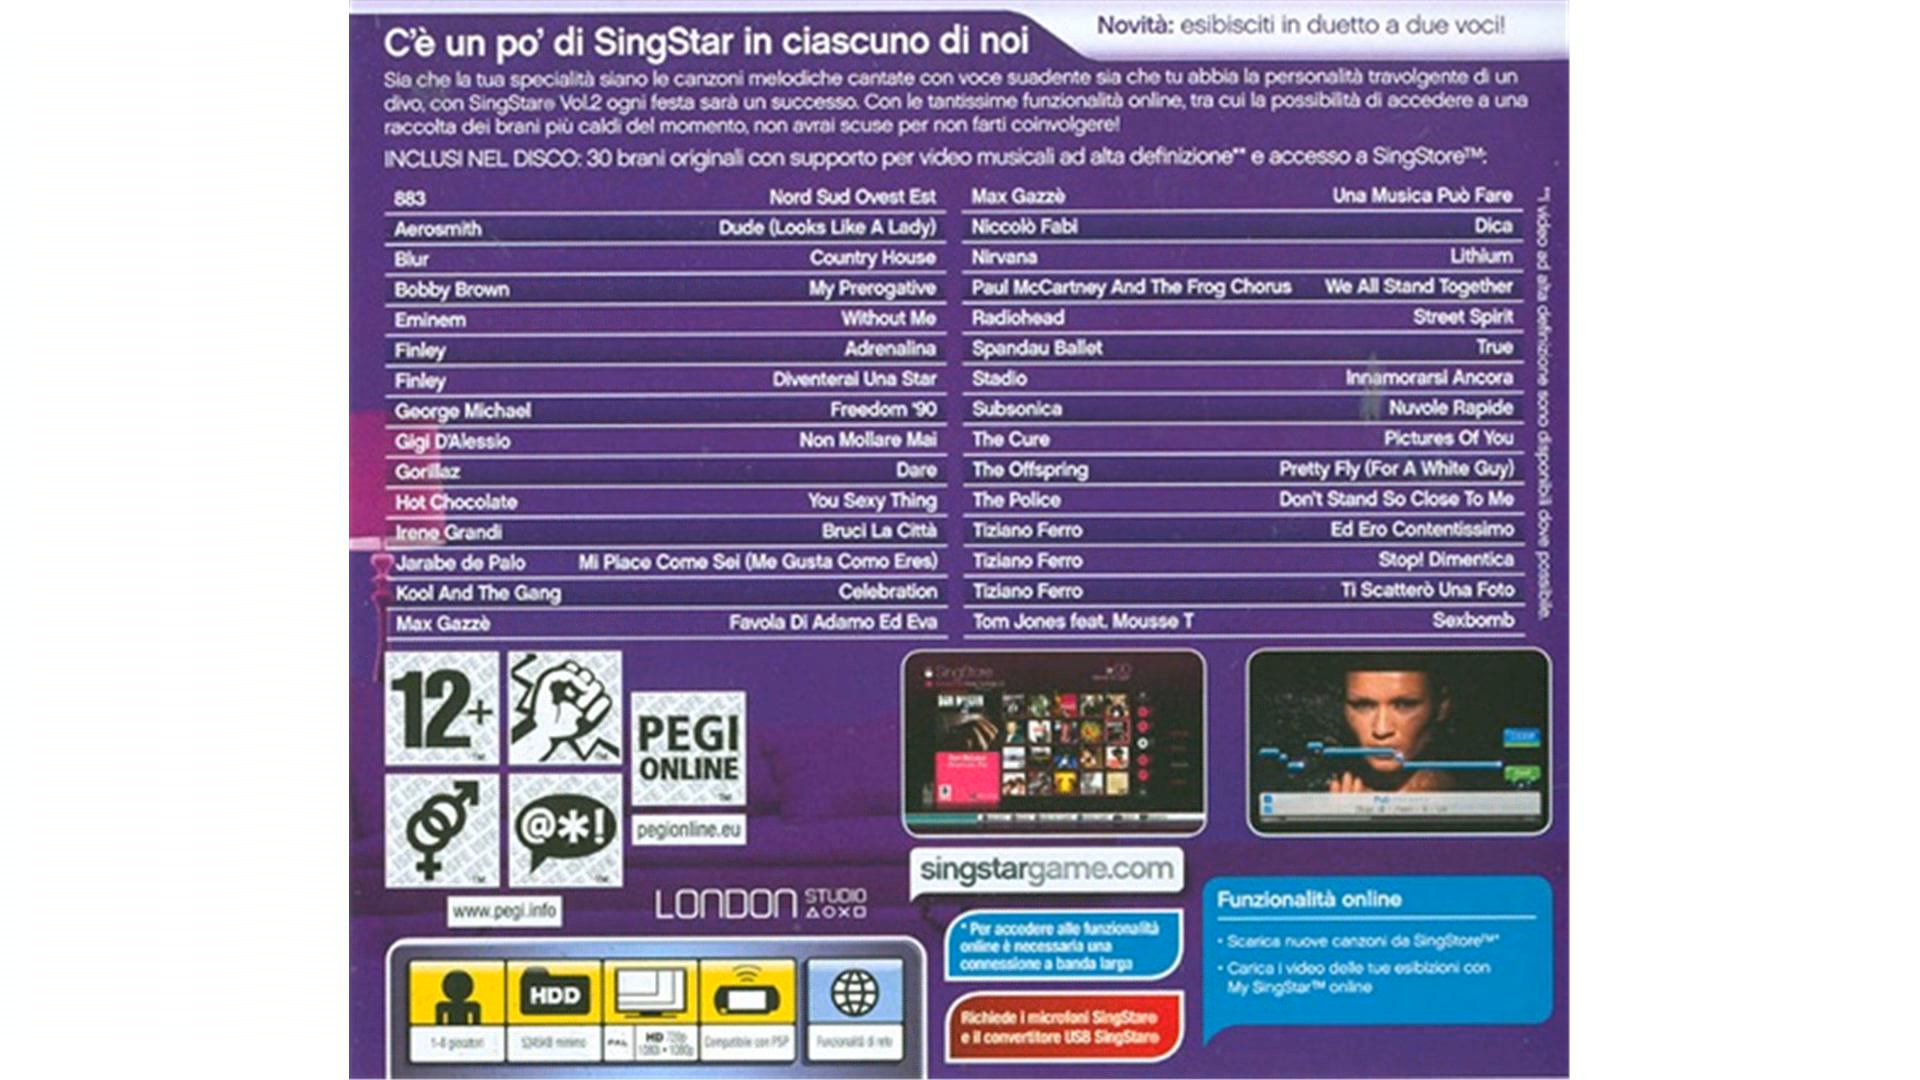 Novità: esibisciti in duetto a due voci!
C'è un po' di SingStar in ciascuno di noi
Sia che la tua specialità siano le canzoni melodiche cantate con voce suadente sia che tu abbia la personalità travolgente di un
divo, con SingStar® Vol.2 ogni festa sarà un successo. Con le tantissime funzionalità online, tra cui la possibilità di accedere a una
raccolta dei brani più caldi del momento, non avrai scuse per non farti coinvolgere!
INCLUSI NEL DISCO: 30 brani originali con supporto per video musicali ad alta definizione** e accesso a SingStore™:
883 Nord Sud Ovest Est
Aerosmith Dude (Looks Like A Lady)
Blur Country House
Bobby Brown My Prerogative
Eminem Without Me
Finley Adrenalina
Finley Diventerai Una Star
George Michael Freedom '90
Gigi D'Alessio Non Mollare Mai
Gorillaz Dare
Hot Chocolate You Sexy Thing
Irene Grandi Bruci La Città
Jarabe de Palo Mi Piace Come Sei (Me Gusta Como Eres)
Kool And The Gang Celebration
Max Gazzè Favola Di Adamo Ed Eva
Max Gazzè Una Musica Può Fare
Niccolò Fabi Dica
Nirvana Lithium
Paul McCartney And The Frog Chorus We All Stand Together
Radiohead Street Spirit
Spandau Ballet True
Stadio Innamorarsi Ancora
Subsonica Nuvole Rapide
The Cure Pictures Of You
The Offspring Pretty Fly (For A White Guy)
The Police Don't Stand So Close To Me
Tiziano Ferro Ed Ero Contentissimo
Tiziano Ferro Stop! Dimentica
Tiziano Ferro Ti Scatterò Una Foto
Tom Jones feat. Mousse T Sexbomb
**I video ad alta definizione sono disponibili dove possibile.
12+
PEGI
ONLINE
@*!
pegionline.eu
www.pegi.info
LONDON STUDIO
SingStore
singstargame.com
* Per accedere alle funzionalità
online è necessaria una
connessione a banda larga
Richiede i microfoni SingStar®
e il convertitore USB SingStar®
Funzionalità online
• Scarica nuove canzoni da SingStore™*
• Carica i video delle tue esibizioni con
My SingStar™ online
HDD
1-8 giocatori
5345KB minimo
PAL
HD 720p
1080i • 1080p
Compatibile con PSP
Funzionalità di rete